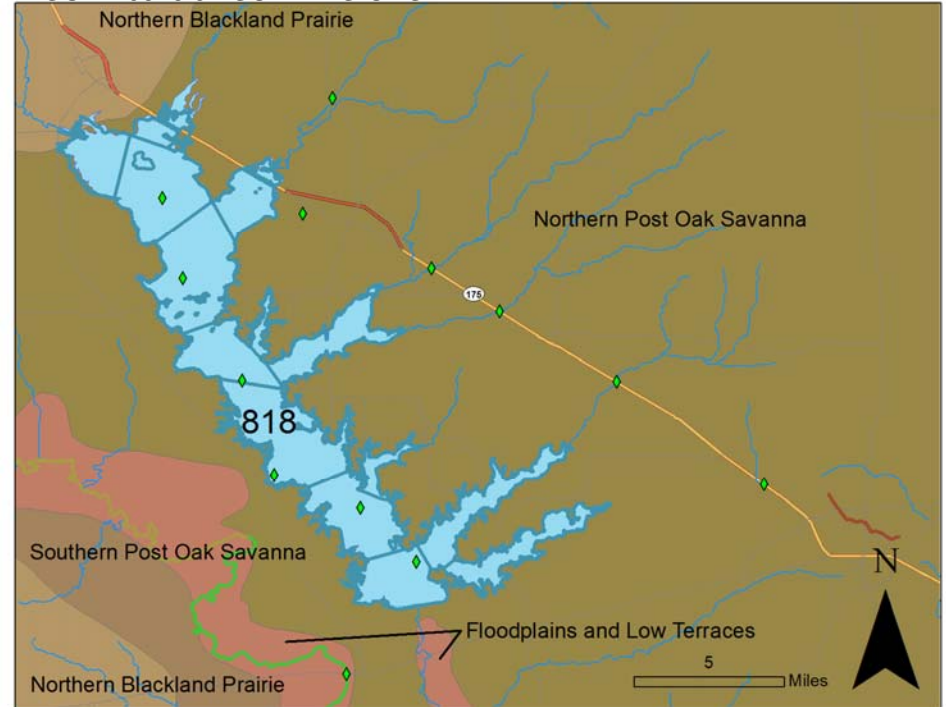 Northern Blackland Prairie
Northern Post Oak Savanna
175
818
Southern Post Oak Savanna
N
Floodplains and Low Terraces
5
Miles
Northern Blackland Prairie